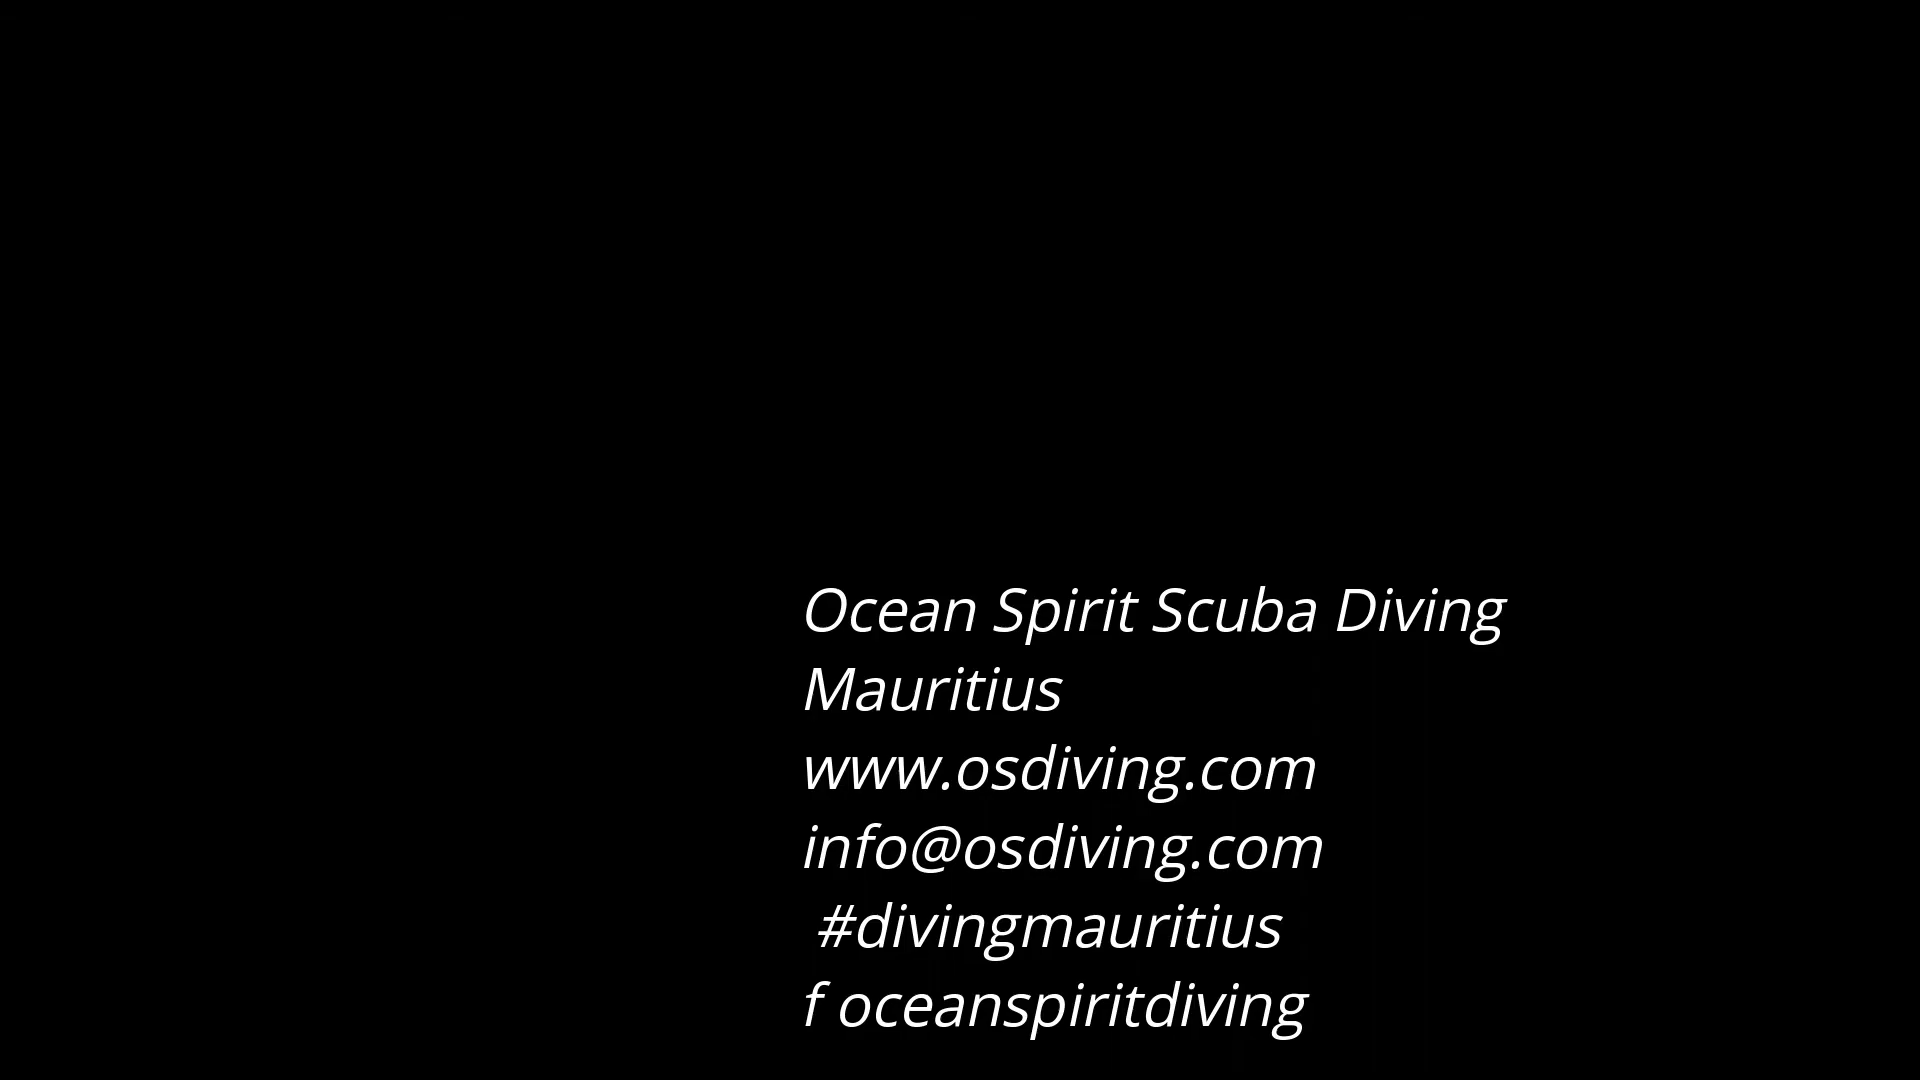 Ocean Spirit Scuba Diving
Mauritius
www.osdiving.com
info@osdiving.com
#divingmauritius
f oceanspiritdiving